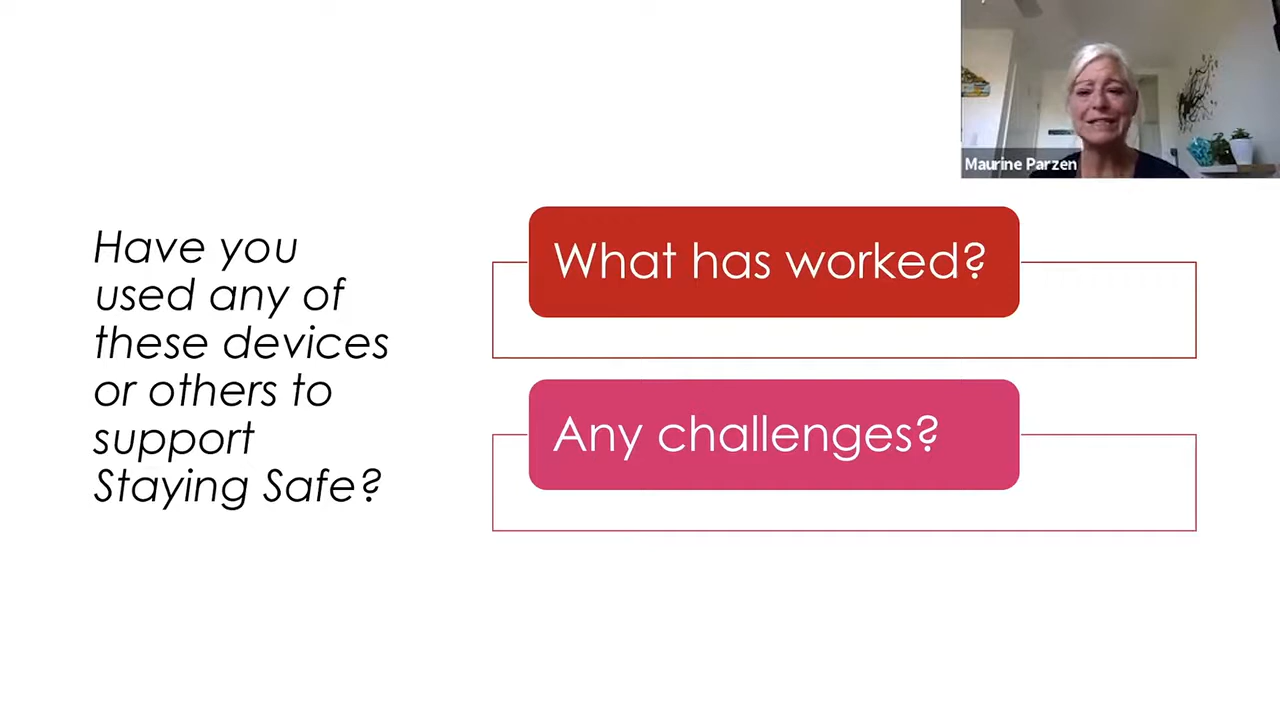 Maurine Parzen
Have you
used any of
these devices
or others to
support
Staying Safe?
What has worked?
Any challenges?